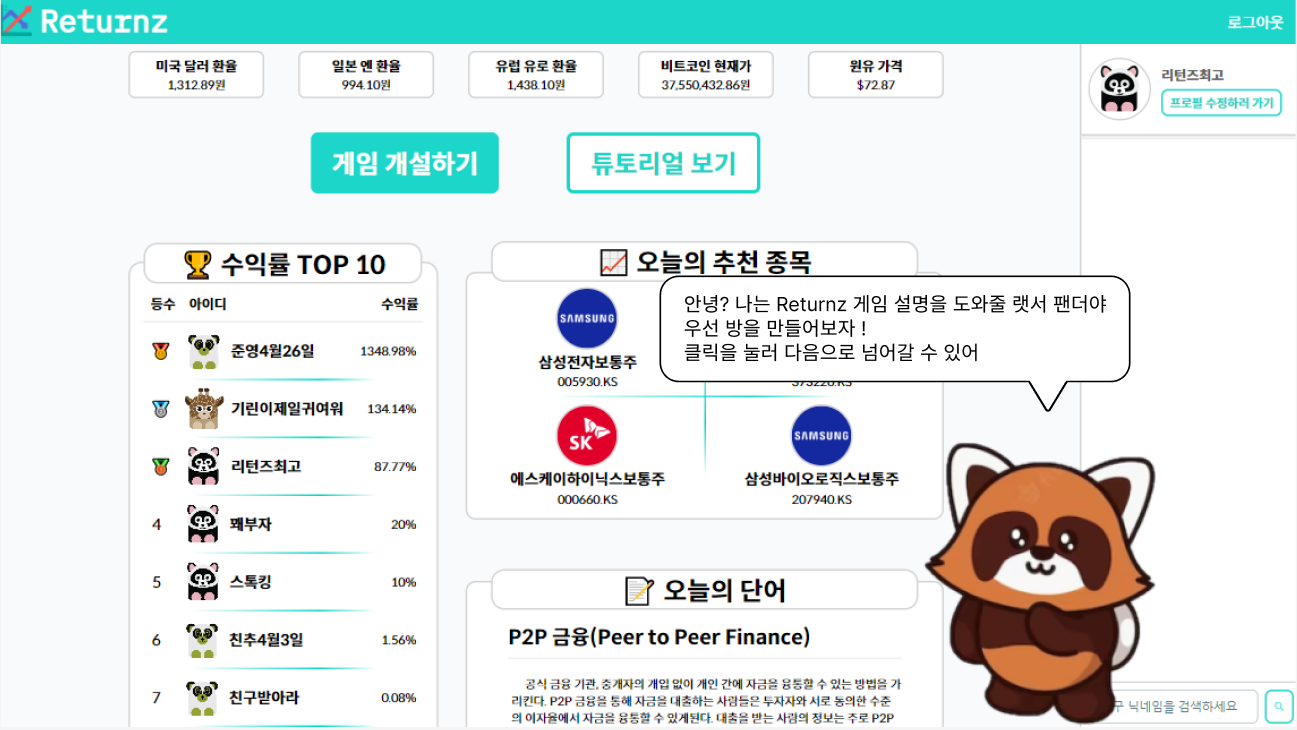 Returnz
로그아웃
미국 달러 환율
1,312.89원
일본 엔 환율
994.10원
유럽 유로 환율
1,438.10원
비트코인 현재가
37,550,432.86원
원유 가격
$72.87
리턴즈최고
프로필 수정하러 가기
게임 개설하기
튜토리얼 보기
수익률 TOP 10
등수 아이디 수익률
준영4월26일 1348.98%
기린이제일귀여워 134.14%
리턴즈최고 87.77%
4 꽤부자 20%
5 스톡킹 10%
6 친추4월3일 1.56%
7 친구받아라 0.08%
오늘의 추천 종목
SAMSUNG
삼성전자보통주
005930.KS
373220.KS
SK
에스케이하이닉스보통주
000660.KS
SAMSUNG
삼성바이오로직스보통주
207940.KS
안녕? 나는 Returnz 게임 설명을 도와줄 랫서 팬더야
우선 방을 만들어보자 !
클릭을 눌러 다음으로 넘어갈 수 있어
오늘의 단어
P2P 금융(Peer to Peer Finance)
공식 금융 기관, 중개자의 개입 없이 개인 간에 자금을 융통할 수 있는 방법을 가
리킨다. P2P 금융을 통해 자금을 대출하는 사람들은 투자자와 서로 동의한 수준
의 이자율에서 자금을 융통할 수 있게된다. 대출을 받는 사람의 정보는 주로 P2P
구 닉네임을 검색하세요